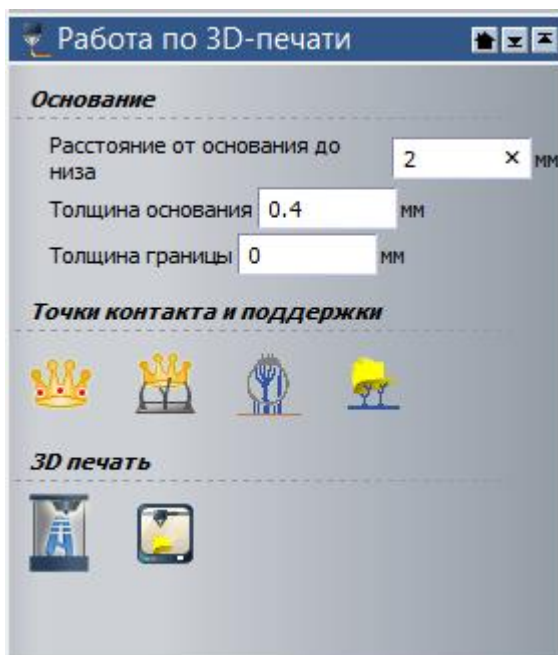 Работа по 3D-печати
Основание
Расстояние от основания до
низа
2
мм
Толщина основания 0.4 мм
Толщина границы 0 мм
Точки контакта и поддержки
3D печать